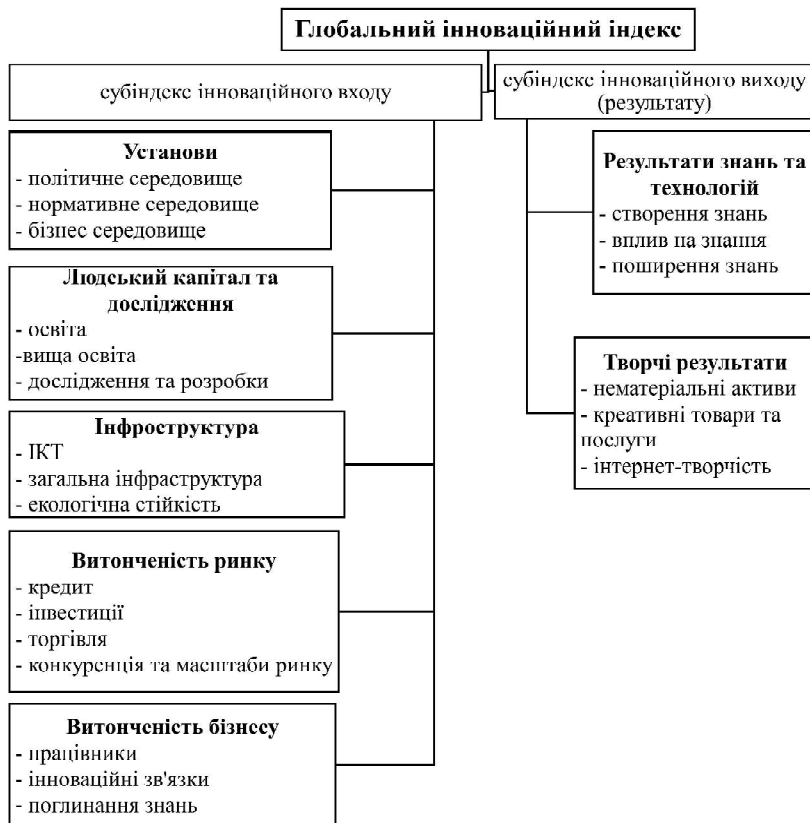 Глобальний інноваційний індекс
субіндекс інноваційного входу
субіндекс інноваційного виходу
(результату)
Установи
- політичне середовище
- нормативне середовище
- бізнес середовище
Людський капітал та
дослідження
- освіта
-вища освіта
- дослідження та розробки
Інфроструктура
- ІКТ
- загальна інфраструктура
- екологічна стійкість
Витонченість ринку
- кредит
- інвестиції
- торгівля
- конкуренція та масштаби ринку
Витонченість бізнесу
- працівники
- інноваційні зв'язки
- поглинання знань
Результати знань та
технологій
- створення знань
- вплив на знання
- поширення знань
Творчі результати
- нематеріальні активи
- креативні товари та
послуги
- інтернет-творчість